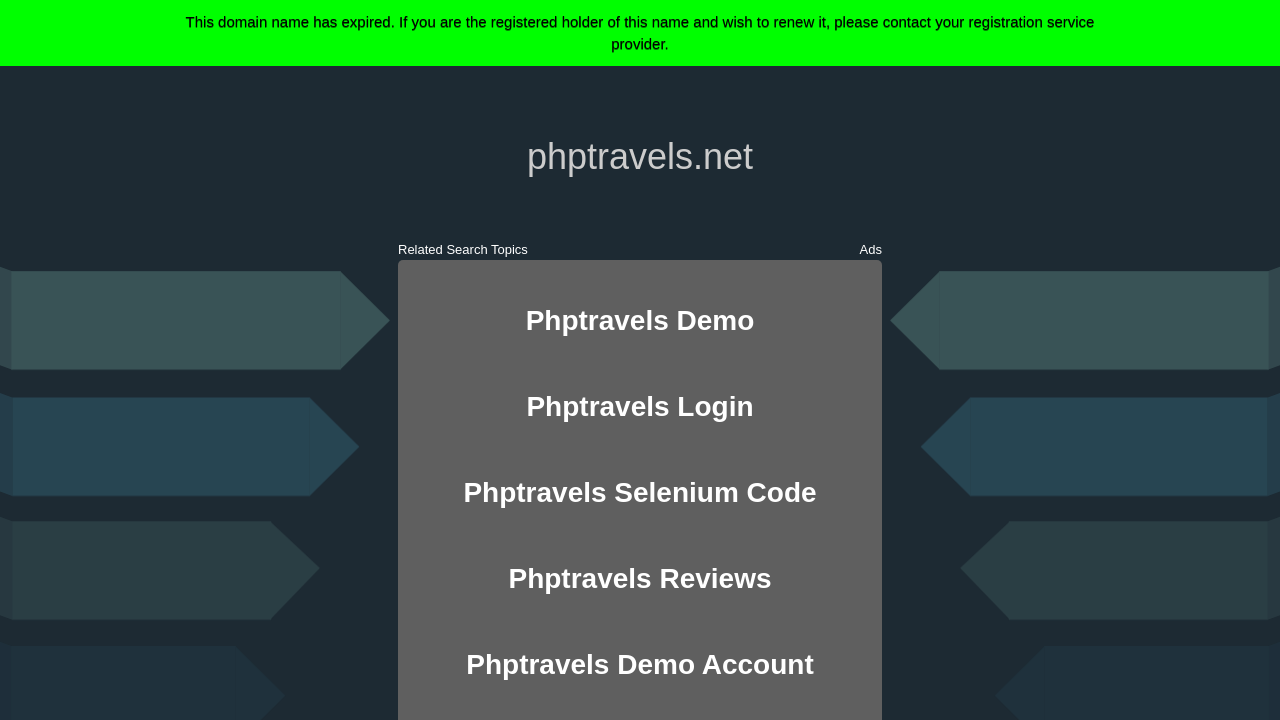 This domain name has expired. If you are the registered holder of this name and wish to renew it, please contact your registration service
provider.
phptravels.net
Related Search Topics
Ads
Phptravels Demo
Phptravels Login
Phptravels Selenium Code
Phptravels Reviews
Phptravels Demo Account